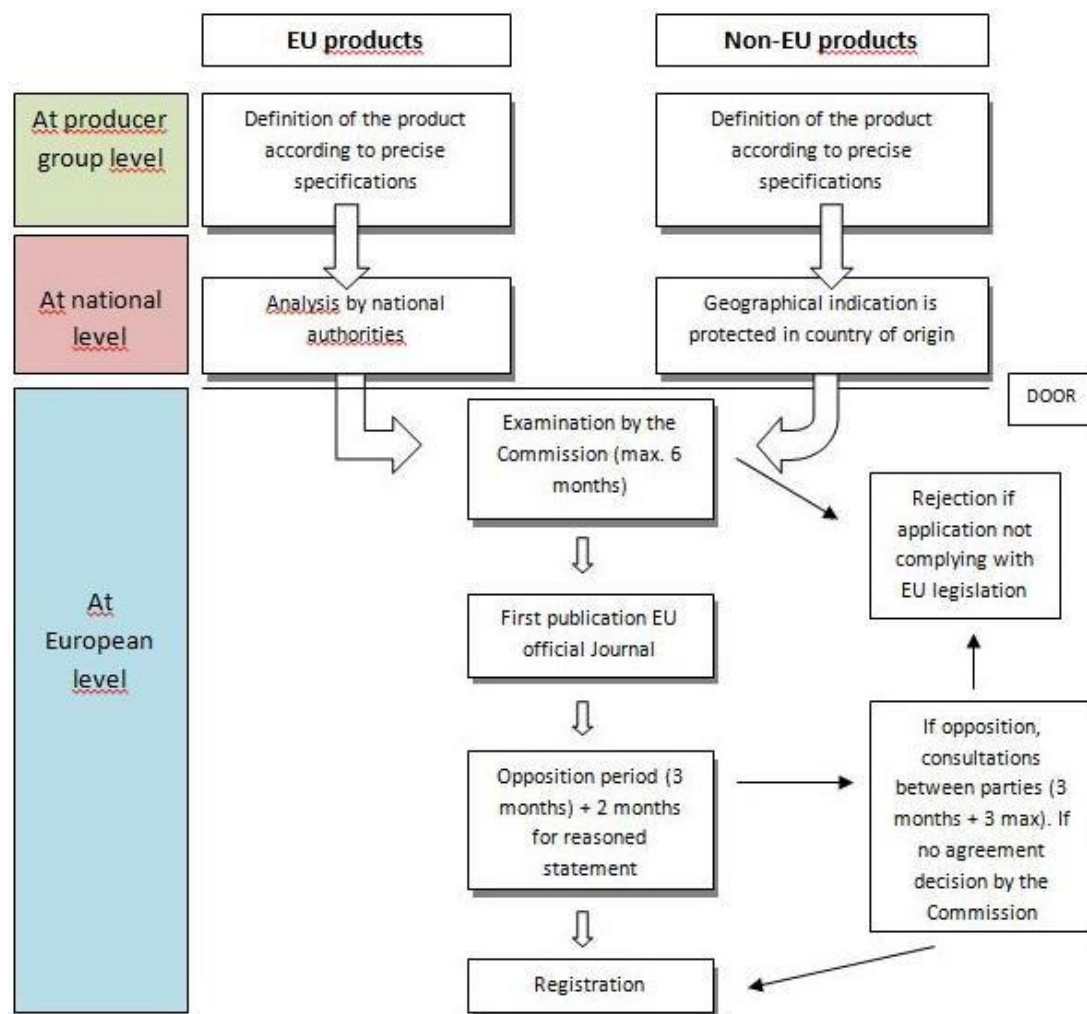 EU products
Non-EU products
At producer
group level
Definition of the product
according to precise
specifications
Definition of the product
according to precise
specifications
At national
level
Analysis by national
authorities
Geographical indication is
protected in country of origin
DOOR
At
European
level
Examination by the
Commission (max. 6
months)
Rejection if
application not
complying with
EU legislation
First publication EU
official Journal
Opposition period (3
months) + 2 months
for reasoned
statement
If opposition,
consultations
between parties (3
months + 3 max). If
no agreement
decision by the
Commission
Registration